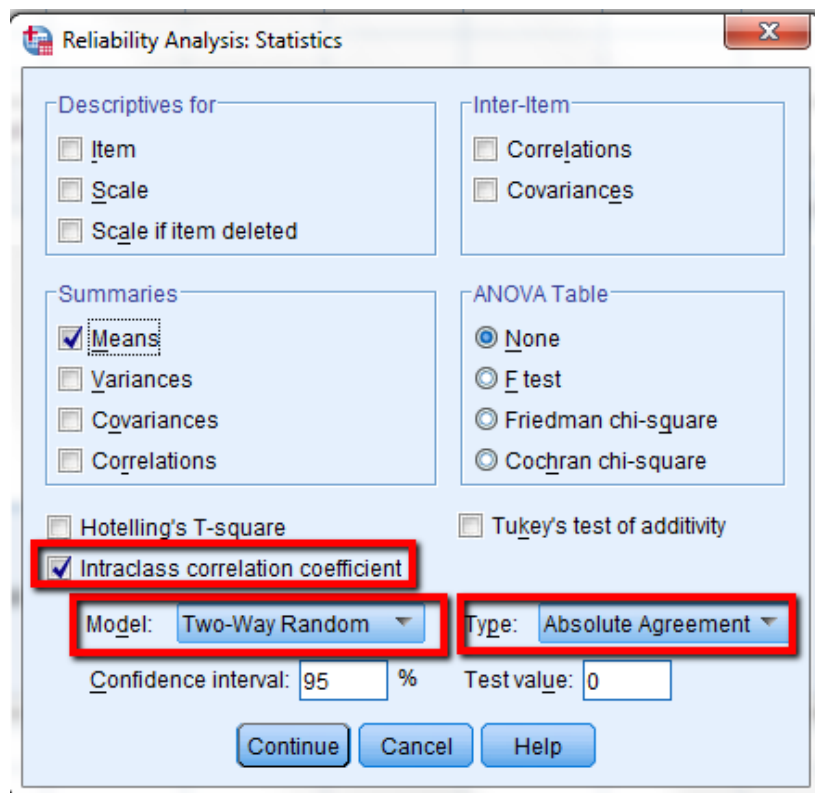 Reliability Analysis: Statistics
Descriptives for
Item
Scale
Scale if item deleted
Inter-Item
Correlations
Covariances
Summaries
Means
Variances
Covariances
Correlations
ANOVA Table
None
F test
Friedman chi-square
Cochran chi-square
Hotelling's T-square
Tukey's test of additivity
Intraclass correlation coefficient
Model: Two-Way Random Type: Absolute Agreement
Confidence interval: 95 % Test value: 0
Continue Cancel Help